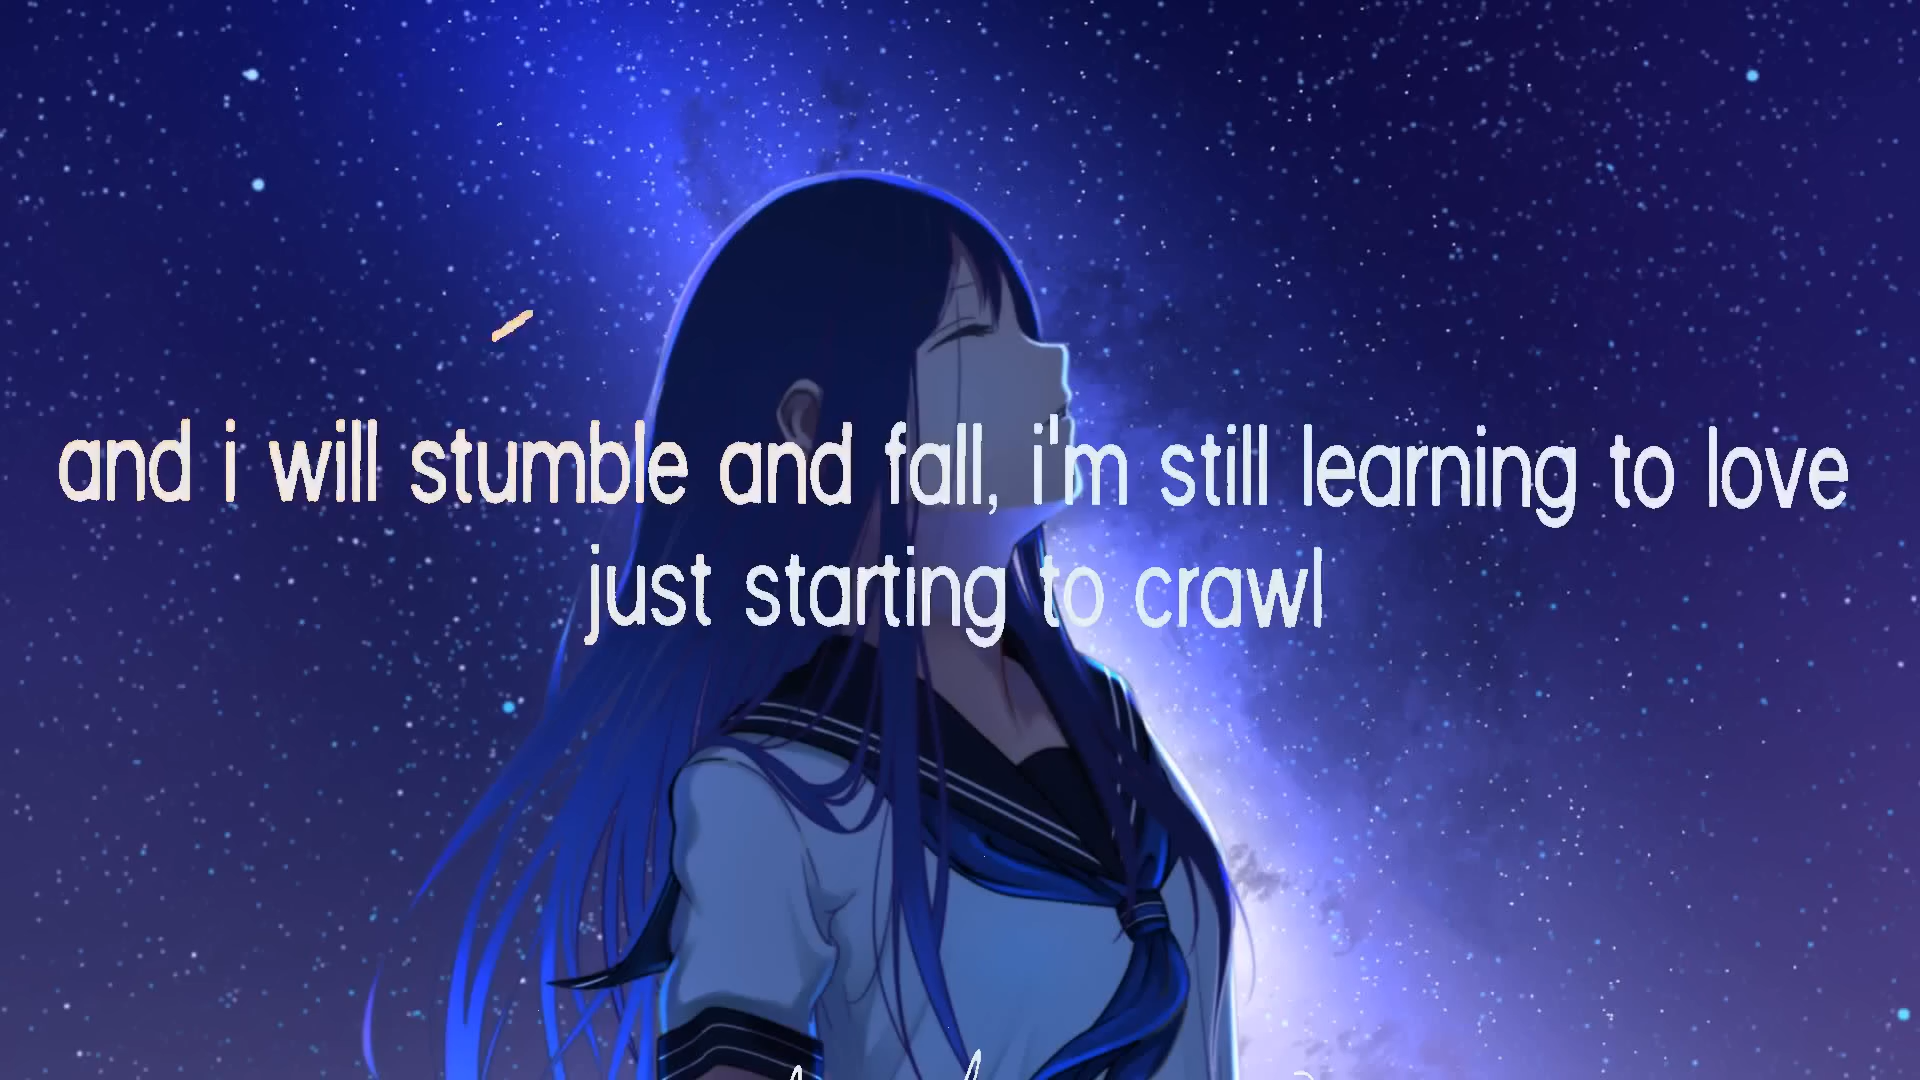 and i will stumble and fall, i'm still learning to love
just starting to crawl